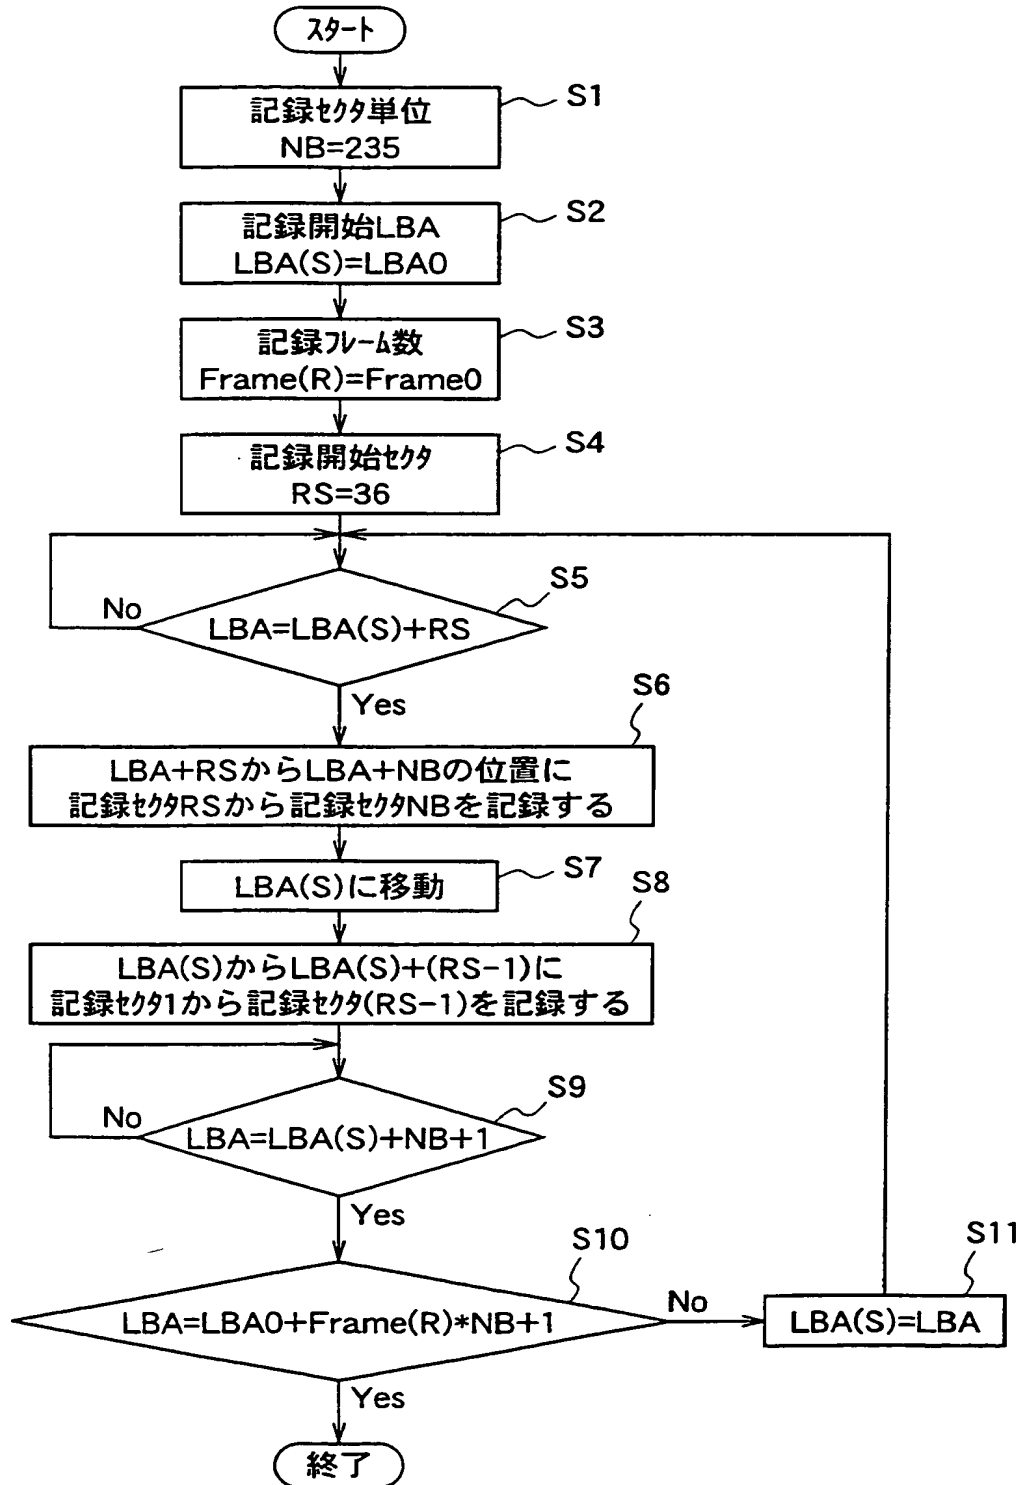 スタート
記録セクタ単位
NB=235
S1
記録開始LBA
LBA(S)=LBA0
S2
記録フレーム数
Frame(R)=Frame0
S3
記録開始セクタ
RS=36
S4
S5
No
LBA=LBA(S)+RS
Yes
S6
LBA+RSからLBA+NBの位置に
記録セクタRSから記録セクタNBを記録する
LBA(S)に移動
S7
S8
LBA(S)からLBA(S)+(RS-1)に
記録セクタ1から記録セクタ(RS-1)を記録する
S9
No
LBA=LBA(S)+NB+1
Yes
S10
LBA=LBA0+Frame(R)*NB+1
No
S11
LBA(S)=LBA
Yes
終了